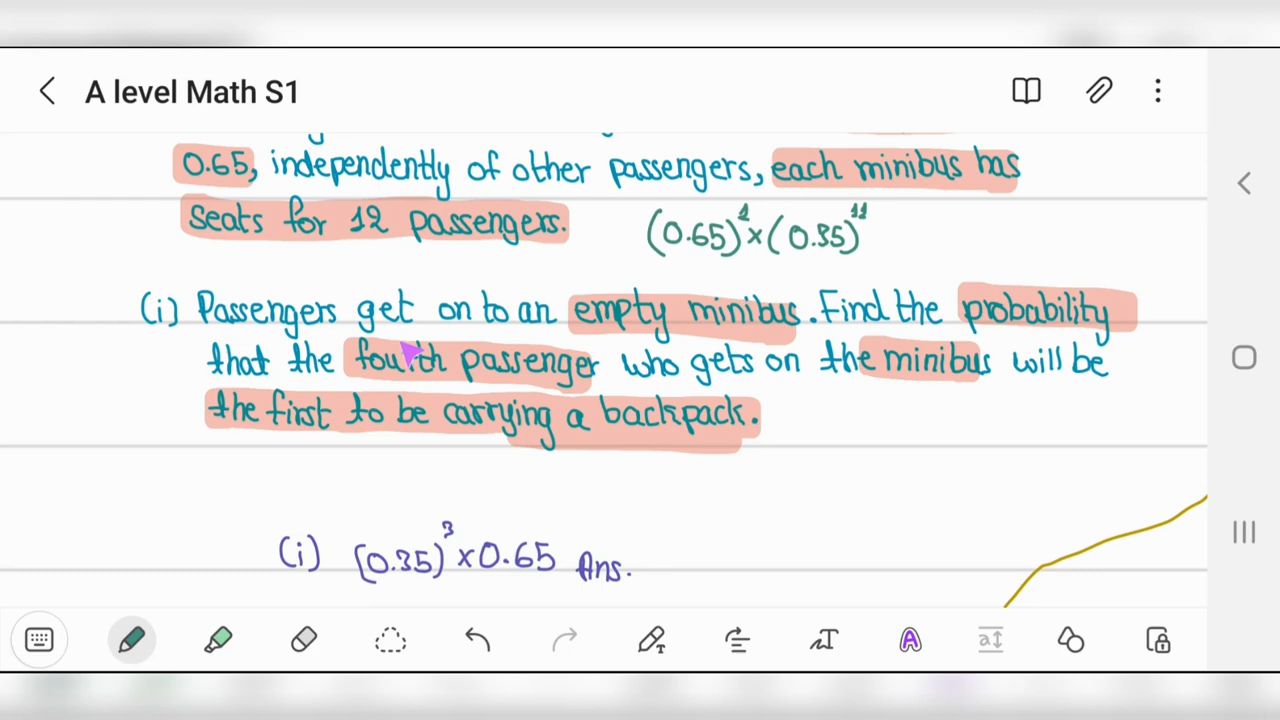 A level Math S1
0.65, independently of other passengers, each minibus has
seats for 12 passengers. (0.65)¹×(0.35)¹¹
(i) Passengers get on to an empty minibus. Find the probability
that the fourth passenger who gets on the minibus will be
the first to be carrying a backpack.
(i) (0.35)³×0.65 Ans.